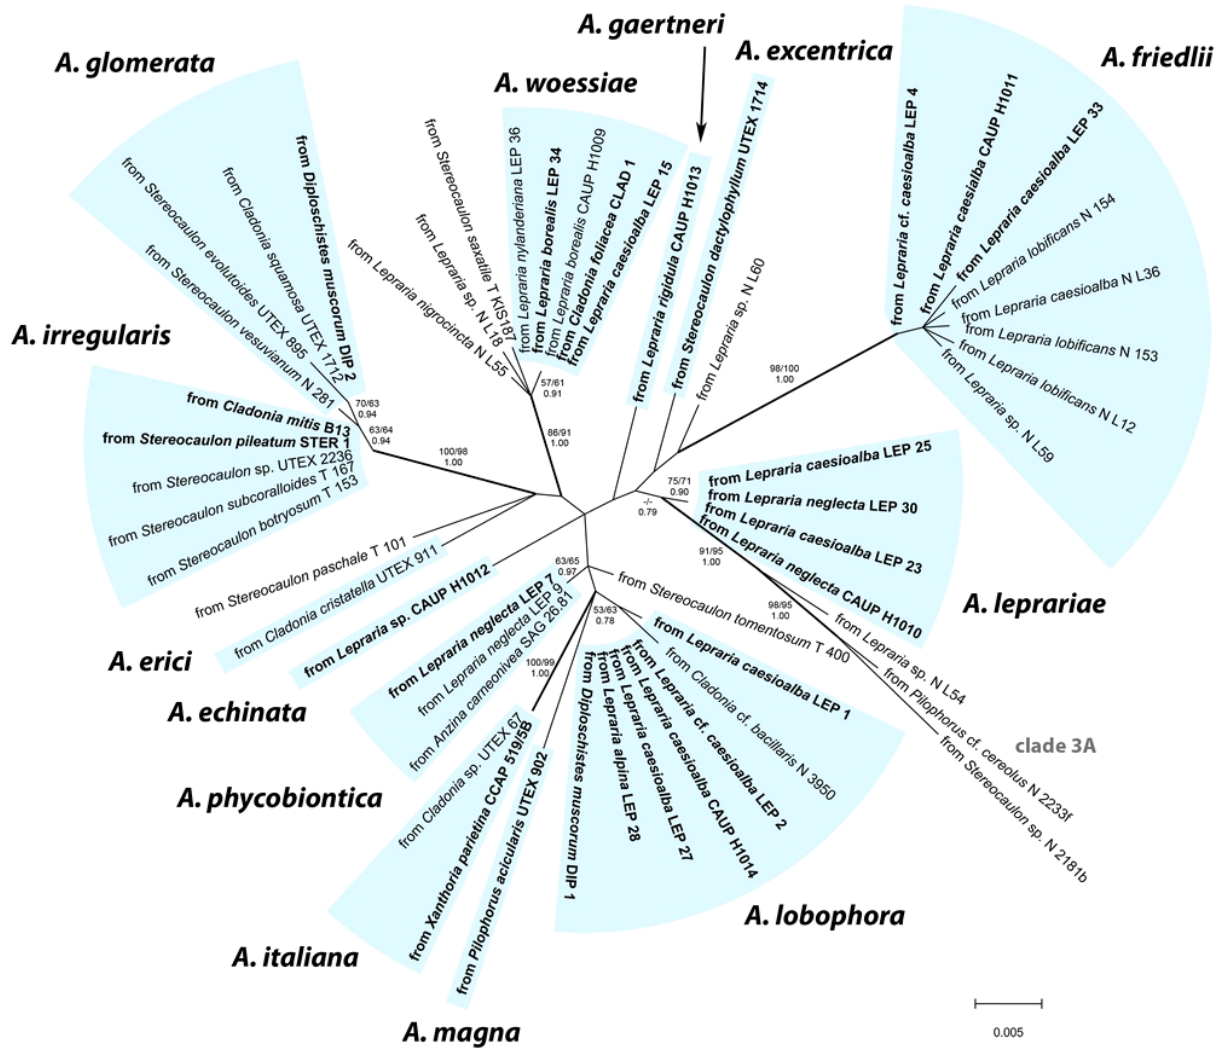 A. gaertneri
A. excentrica
A. friedlii
A. glomerata
A. woessiae
from Diploschistes muscorum DIP 2
from Cladonia squamosa UTEX 1712
from Stereocaulon evolutoides UTEX 895
from Stereocaulon vesuvianum N 281
70/63
0.94
63/64
0.94
A. irregularis
from Cladonia mitis B13
from Stereocaulon pileatum STER 1
from Stereocaulon sp. UTEX 2236
from Stereocaulon subcoralloides T 167
from Stereocaulon botryosum T 153
100/98
1.00
from Stereocaulon saxatile T KIS187
from Lepraria sp. N L18
from Lepraria nigrocincta N L55
from Lepraria nylanderiana LEP 36
from Lepraria borealis LEP 34
from Lepraria borealis CAUP H1009
from Cladonia foliacea CLAD 1
from Lepraria caesioalba LEP 15
57/61
0.91
86/91
1.00
from Lepraria rigidula CAUP H1013
from Stereocaulon dactylophyllum UTEX 1714
from Lepraria sp. N L60
98/100
1.00
from Lepraria cf. caesioalba LEP 4
from Lepraria caesialba CAUP H1011
from Lepraria caesioalba LEP 33
from Lepraria lobificans N 154
from Lepraria caesioalba N L36
from Lepraria lobificans N 153
from Lepraria lobificans N L12
from Lepraria sp. N L59
75/71
0.90
-/-
0.79
from Lepraria caesioalba LEP 25
from Lepraria neglecta LEP 30
from Lepraria caesioalba LEP 23
from Lepraria neglecta CAUP H1010
91/95
1.00
A. leprariae
98/95
1.00
from Lepraria sp. N L54
from Pilophorus cf. cereolus N 2233f
from Stereocaulon sp. N 2181b
clade 3A
from Stereocaulon paschale T 101
from Cladonia cristatella UTEX 911
A. erici
from Lepraria sp. CAUP H1012
A. echinata
63/65
0.97
from Lepraria neglecta LEP 7
from Lepraria neglecta LEP 9
from Anzina carneonivea SAG 26.81
A. phycobiontica
from Stereocaulon tomentosum T 400
53/63
0.78
100/99
1.00
from Cladonia sp. UTEX 67
from Xanthoria parietina CCAP 519/5B
A. italiana
from Pilophorus acicularis UTEX 902
A. magna
from Lepraria caesioalba LEP 1
from Cladonia cf. bacillaris N 3950
from Lepraria cf. caesioalba LEP 2
from Lepraria caesioalba CAUP H1014
from Lepraria caesioalba LEP 27
from Lepraria alpina LEP 28
from Diploschistes muscorum DIP 1
A. lobophora
0.005